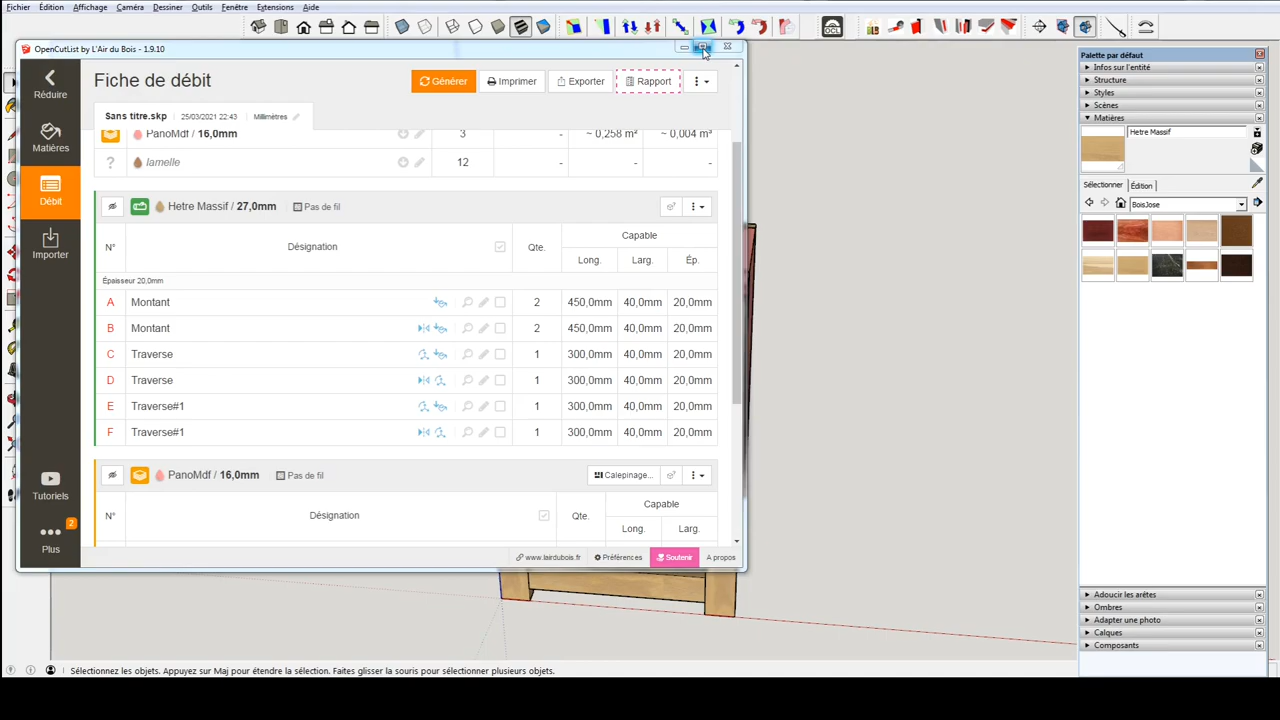 Fichier Édition Affichage Caméra Dessiner Outils Fenêtre Extensions Aide
OCL
OpenCutList by L'Air du Bois - 1.9.10
Réduire
Matières
Débit
Importer
Tutoriels
2
Plus
Fiche de débit
Générer Imprimer Exporter Rapport
Sans titre.skp 25/03/2021 22:43 Millimètres
PanoMdf / 16,0mm 3 - ~ 0,258 m² ~ 0,004 m³
? lamelle 12 - - -
Hetre Massif / 27,0mm Pas de fil
N° Désignation Qte. Capable
Long. Larg. Ép.
Épaisseur 20,0mm
A Montant 2 450,0mm 40,0mm 20,0mm
B Montant 2 450,0mm 40,0mm 20,0mm
C Traverse 1 300,0mm 40,0mm 20,0mm
D Traverse 1 300,0mm 40,0mm 20,0mm
E Traverse#1 1 300,0mm 40,0mm 20,0mm
F Traverse#1 1 300,0mm 40,0mm 20,0mm
PanoMdf / 16,0mm Pas de fil Calepinage...
N° Désignation Qte. Capable
Long. Larg.
www.lairdubois.fr Préférences Soutenir A propos
Palette par défaut
Infos sur l'entité
Structure
Styles
Scènes
Matières
Hetre Massif
Sélectionner Édition
BoisJose
Adoucir les arêtes
Ombres
Adapter une photo
Calques
Composants
Sélectionnez les objets. Appuyez sur Maj pour étendre la sélection. Faites glisser la souris pour sélectionner plusieurs objets.